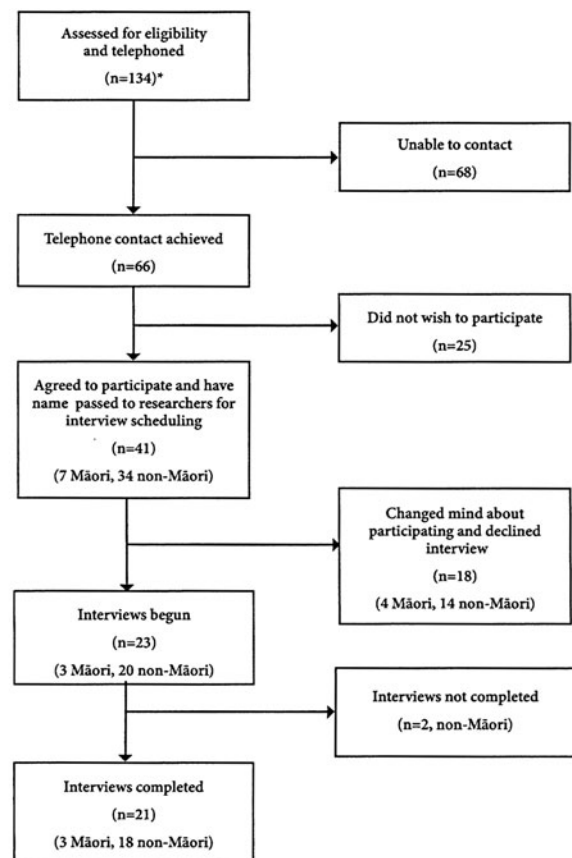 Assessed for eligibility
and telephoned
(n=134)*
Unable to contact
(n=68)
Telephone contact achieved
(n=66)
Did not wish to participate
(n=25)
Agreed to participate and have
name passed to researchers for
interview scheduling
(n=41)
(7 Māori, 34 non-Māori)
Changed mind about
participating and declined
interview
(n=18)
(4 Māori, 14 non-Māori)
Interviews begun
(n=23)
(3 Māori, 20 non-Māori)
Interviews not completed
(n=2, non-Māori)
Interviews completed
(n=21)
(3 Māori, 18 non-Māori)